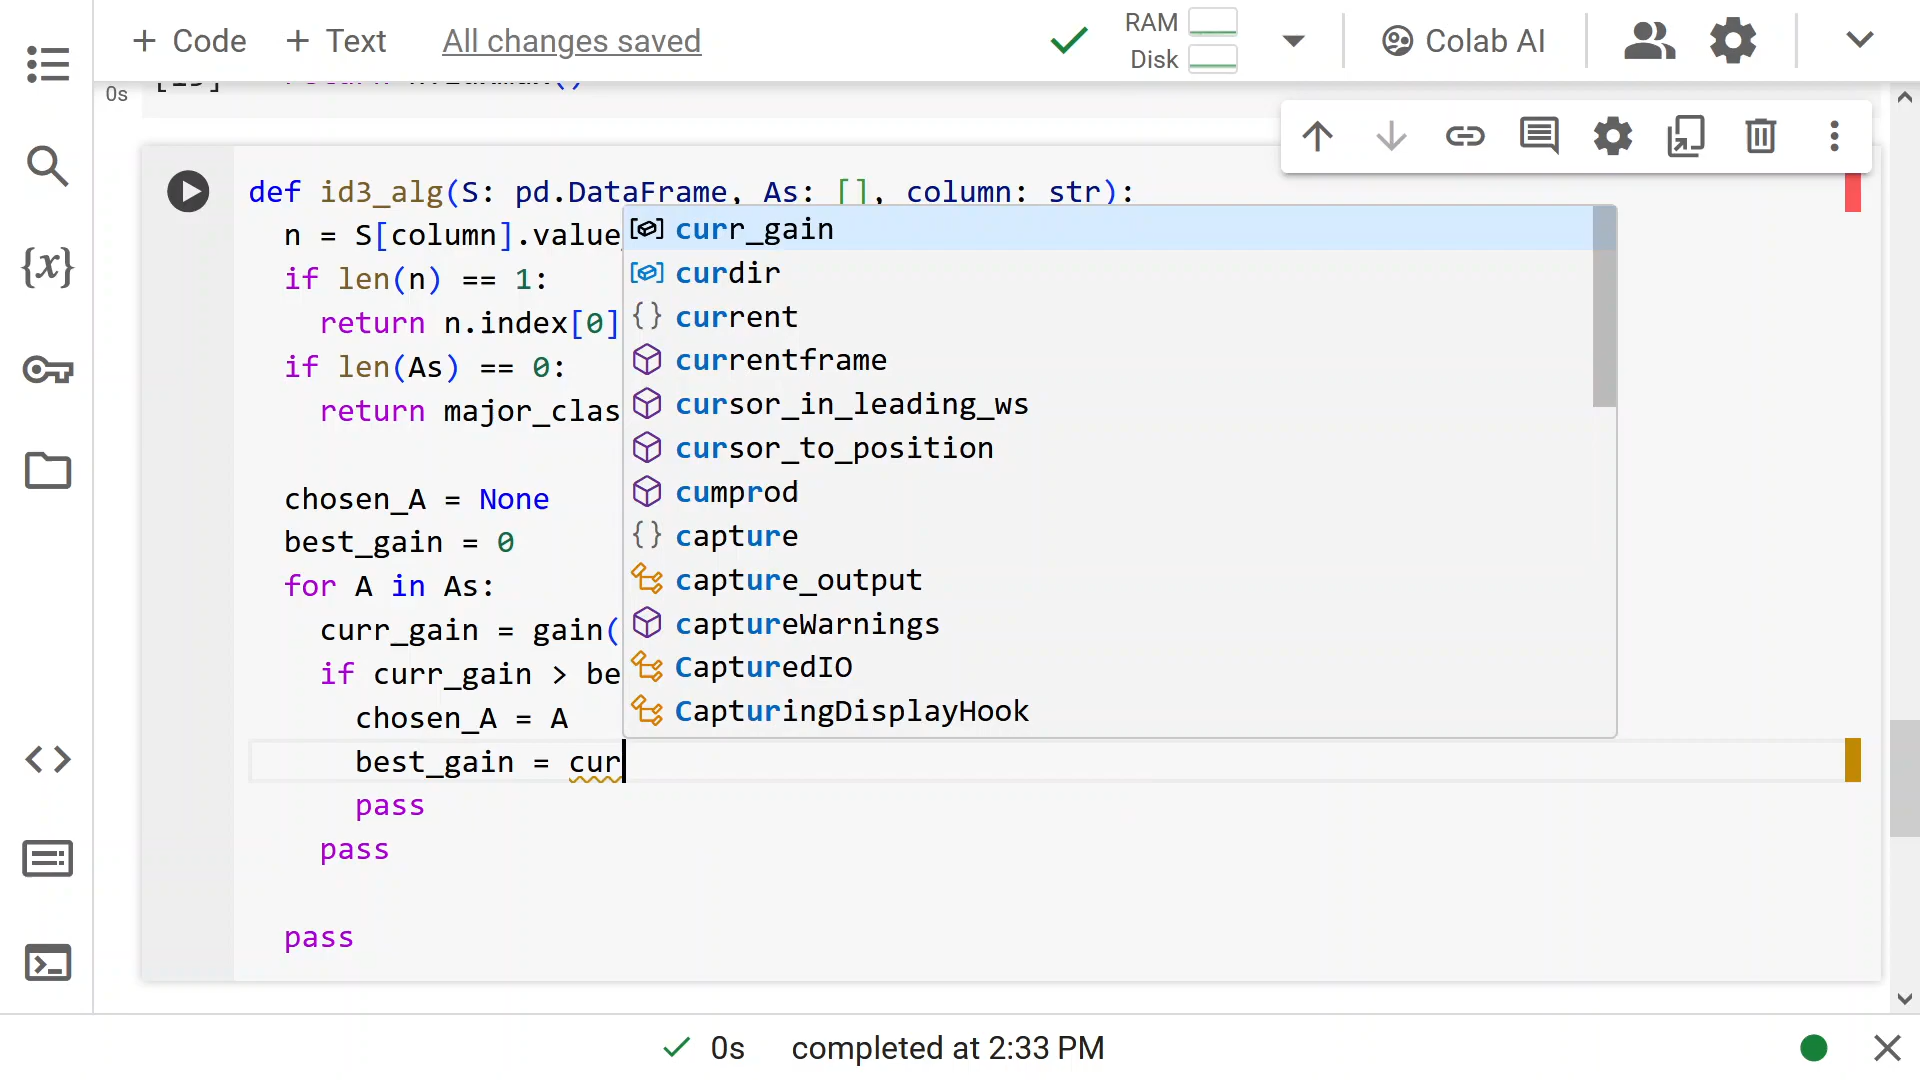 + Code + Text All changes saved RAM Disk Colab AI
0s
def id3_alg(S: pd.DataFrame, As: [], column: str):
n = S[column].value
if len(n) == 1:
return n.index[0]
if len(As) == 0:
return major_clas
chosen_A = None
best_gain = 0
for A in As:
curr_gain = gain(
if curr_gain > be
chosen_A = A
best_gain = cur
pass
pass
pass
curr_gain
curdir
current
currentframe
cursor_in_leading_ws
cursor_to_position
cumprod
capture
capture_output
captureWarnings
CapturedIO
CapturingDisplayHook
0s completed at 2:33 PM